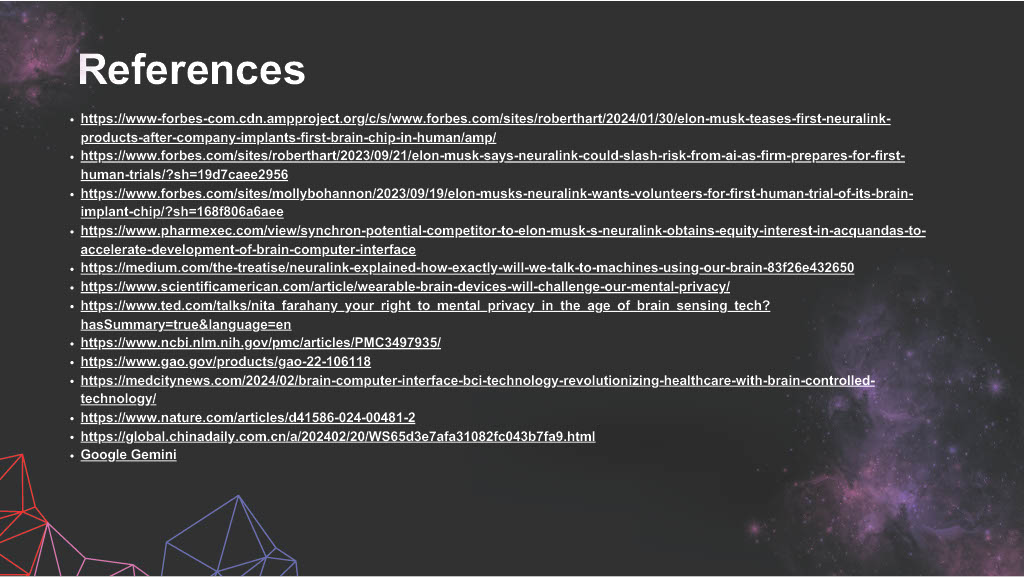 References
• https://www-forbes-com.cdn.ampproject.org/c/s/www.forbes.com/sites/roberthart/2024/01/30/elon-musk-teases-first-neuralink-
products-after-company-implants-first-brain-chip-in-human/amp/
• https://www.forbes.com/sites/roberthart/2023/09/21/elon-musk-says-neuralink-could-slash-risk-from-ai-as-firm-prepares-for-first-
human-trials/?sh=19d7caee2956
• https://www.forbes.com/sites/mollybohannon/2023/09/19/elon-musks-neuralink-wants-volunteers-for-first-human-trial-of-its-brain-
implant-chip/?sh=168f806a6aee
• https://www.pharmexec.com/view/synchron-potential-competitor-to-elon-musk-s-neuralink-obtains-equity-interest-in-acquandas-to-
accelerate-development-of-brain-computer-interface
• https://medium.com/the-treatise/neuralink-explained-how-exactly-will-we-talk-to-machines-using-our-brain-83f26e432650
• https://www.scientificamerican.com/article/wearable-brain-devices-will-challenge-our-mental-privacy/
• https://www.ted.com/talks/nita_farahany_your_right_to_mental_privacy_in_the_age_of_brain_sensing_tech?
hasSummary=true&language=en
• https://www.ncbi.nlm.nih.gov/pmc/articles/PMC3497935/
• https://www.gao.gov/products/gao-22-106118
• https://medcitynews.com/2024/02/brain-computer-interface-bci-technology-revolutionizing-healthcare-with-brain-controlled-
technology/
• https://www.nature.com/articles/d41586-024-00481-2
• https://global.chinadaily.com.cn/a/202402/20/WS65d3e7afa31082fc043b7fa9.html
• Google Gemini